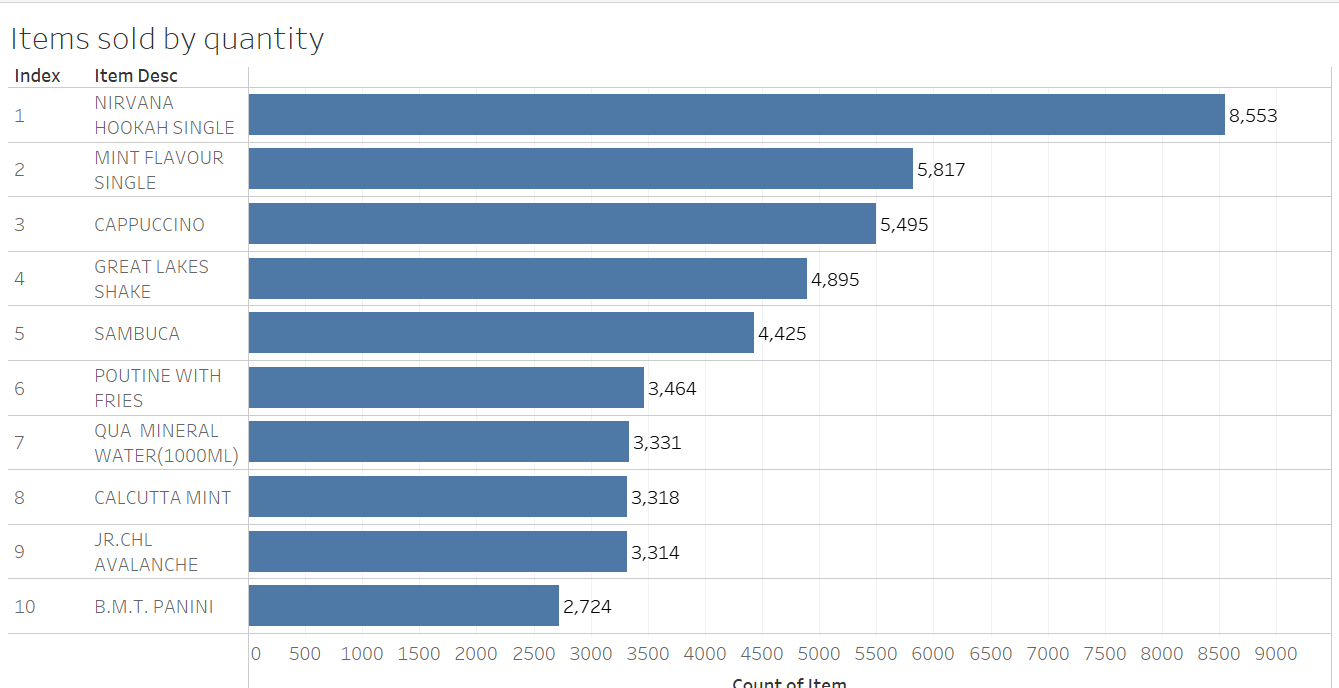 Items sold by quantity
Index Item Desc
1 NIRVANA HOOKAH SINGLE 8,553
2 MINT FLAVOUR SINGLE 5,817
3 CAPPUCCINO 5,495
4 GREAT LAKES SHAKE 4,895
5 SAMBUCA 4,425
6 POUTINE WITH FRIES 3,464
7 QUA  MINERAL WATER(1000ML) 3,331
8 CALCUTTA MINT 3,318
9 JR.CHL AVALANCHE 3,314
10 B.M.T. PANINI 2,724
0 500 1000 1500 2000 2500 3000 3500 4000 4500 5000 5500 6000 6500 7000 7500 8000 8500 9000
Count of Item